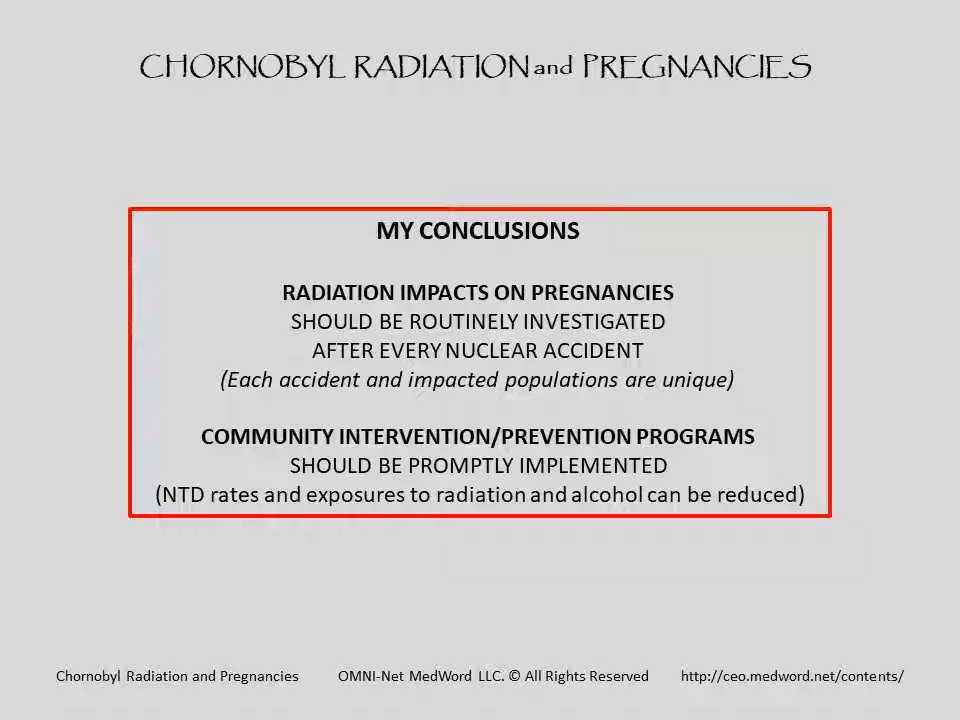 CHORNOBYL RADIATION and PREGNANCIES
MY CONCLUSIONS
RADIATION IMPACTS ON PREGNANCIES
SHOULD BE ROUTINELY INVESTIGATED
AFTER EVERY NUCLEAR ACCIDENT
(Each accident and impacted populations are unique)
COMMUNITY INTERVENTION/PREVENTION PROGRAMS
SHOULD BE PROMPTLY IMPLEMENTED
(NTD rates and exposures to radiation and alcohol can be reduced)
Chornobyl Radiation and Pregnancies OMNI-Net MedWord LLC. © All Rights Reserved http://ceo.medword.net/contents/